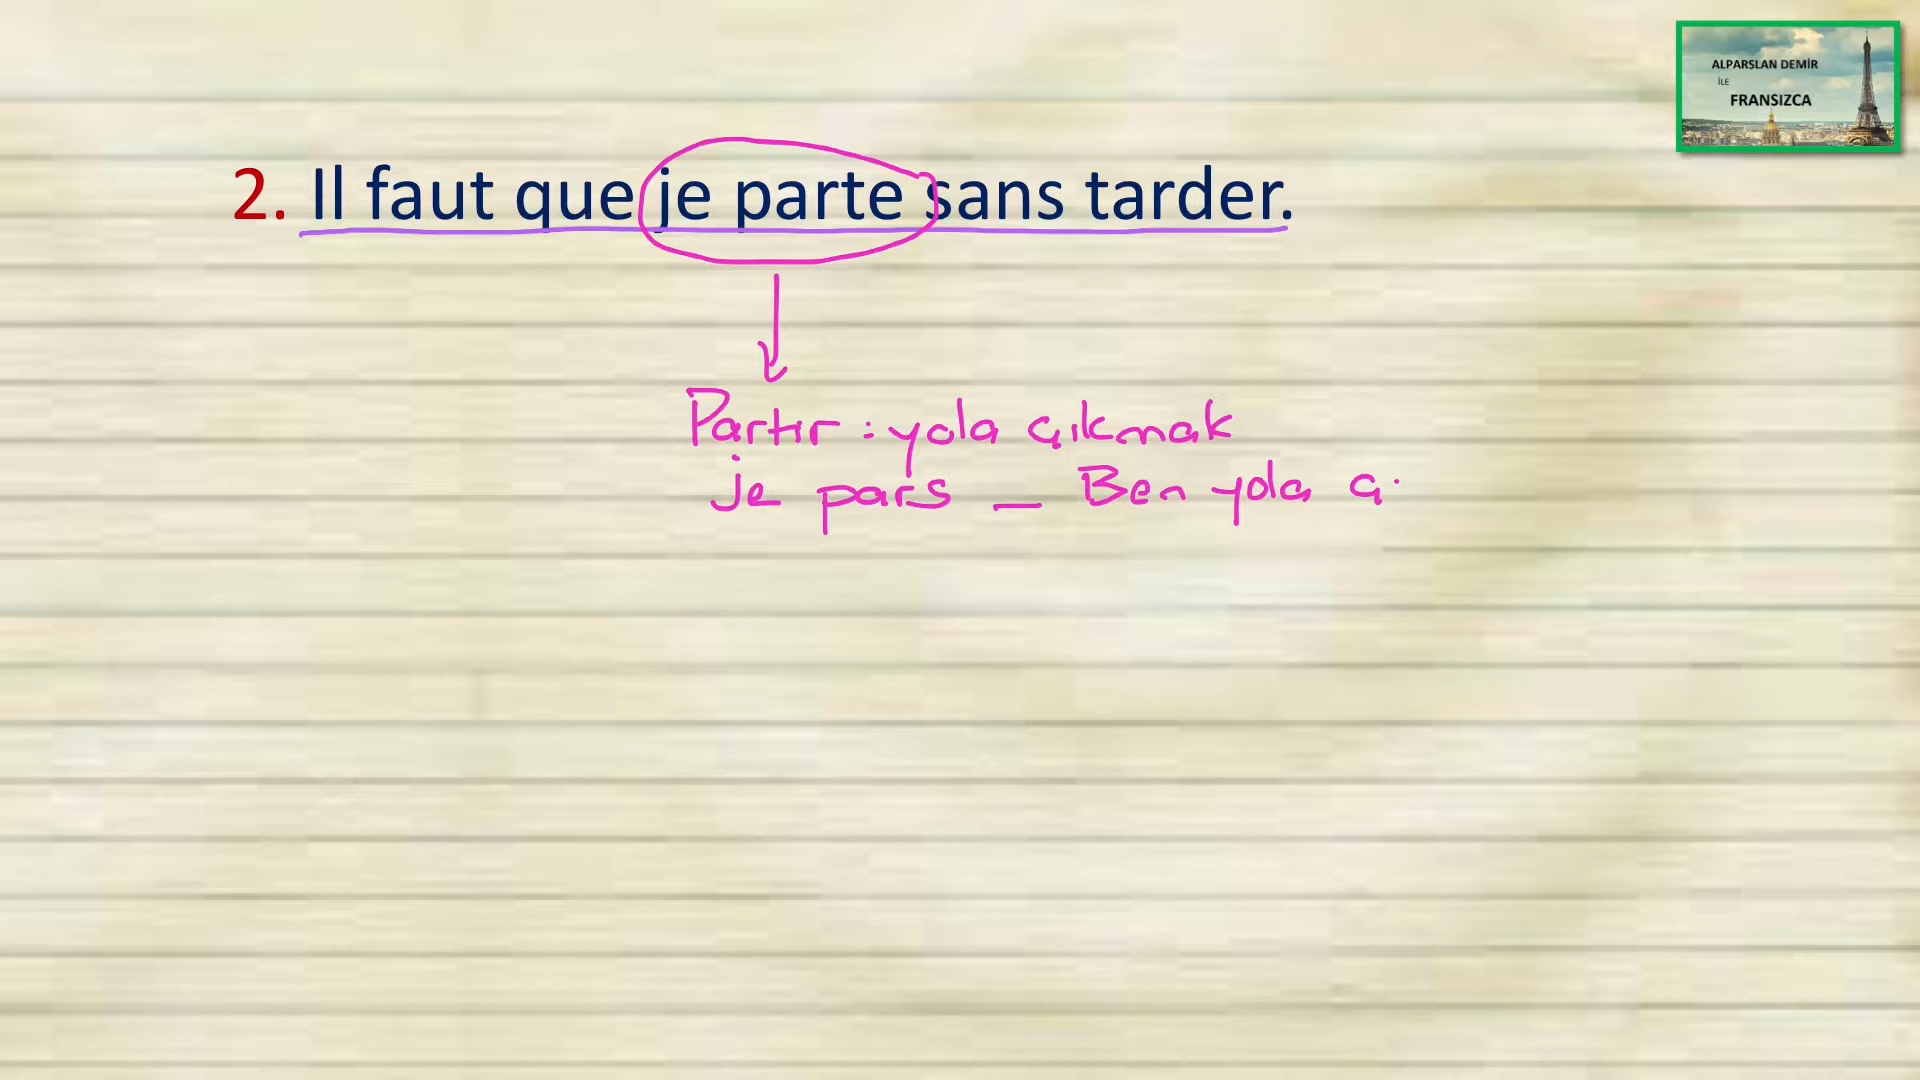 ALPARSLAN DEMİR
İLE
FRANSIZCA
2. Il faut que je parte sans tarder.
Partir : yola çıkmak
je pars _ Ben yola ç